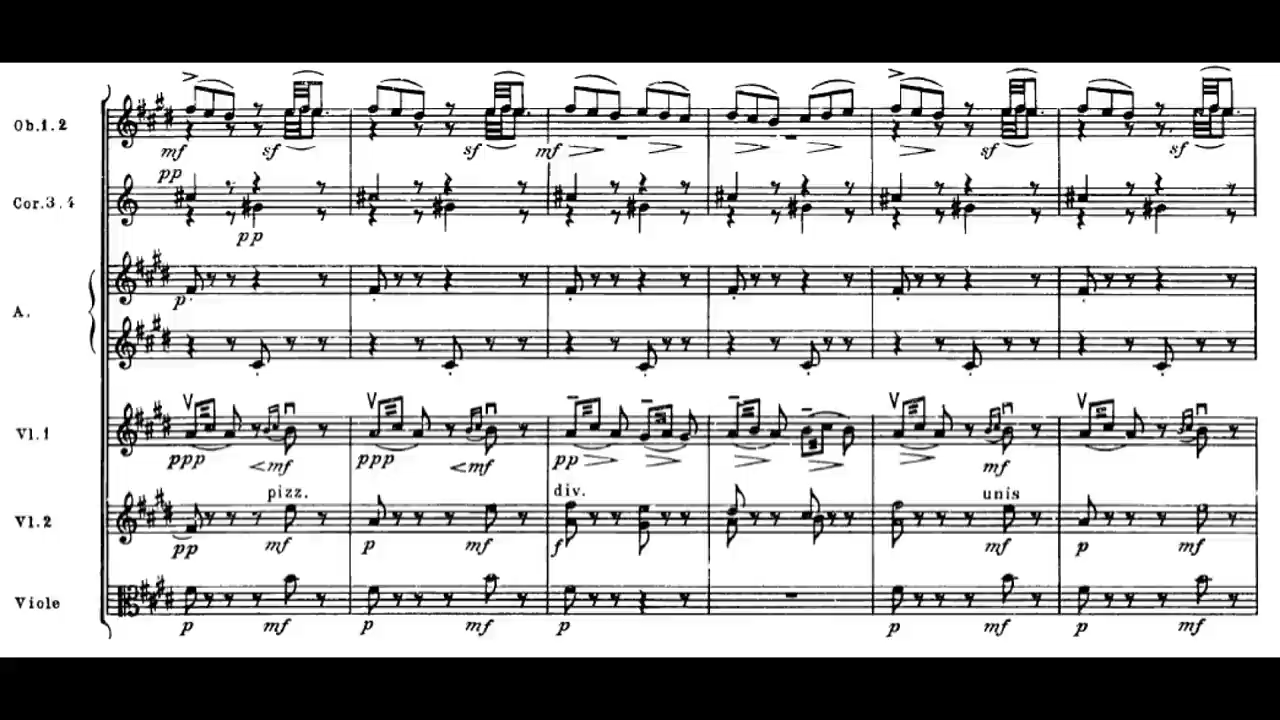 Ob.1.2
mf sf sf mf sf sf
pp
Cor.3.4
pp
p
A.
Vl.1
ppp mf ppp mf pp mf
pizz. div. unis
Vl.2
pp mf p mf f mf p mf
Viole
p mf p mf p p mf p mf